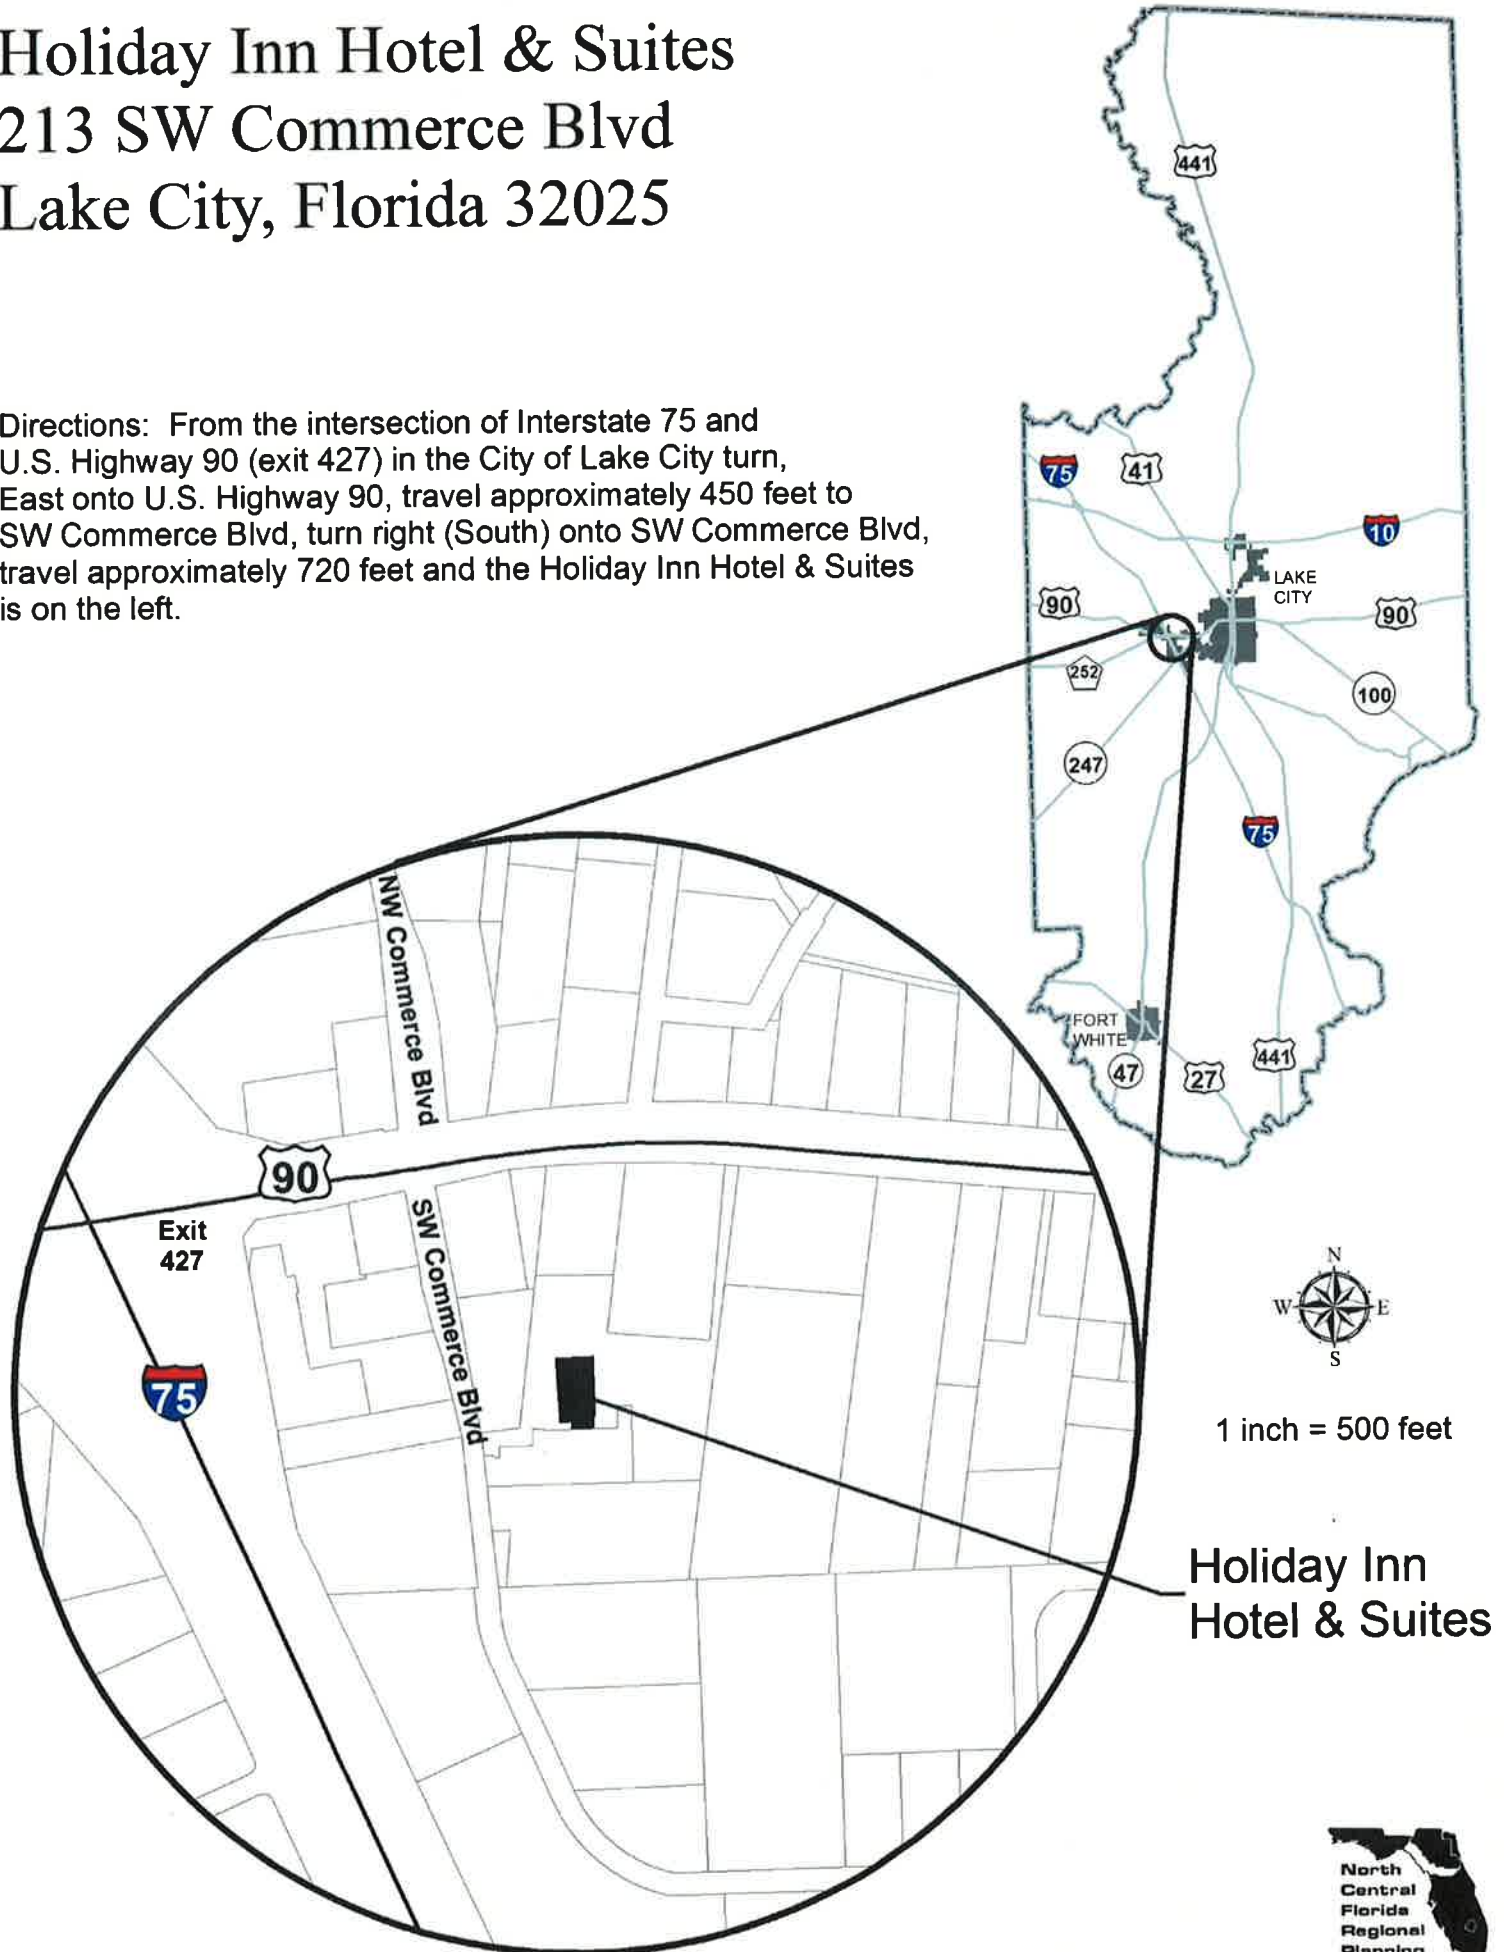 Holiday Inn Hotel & Suites
213 SW Commerce Blvd
Lake City, Florida 32025
Directions: From the intersection of Interstate 75 and
U.S. Highway 90 (exit 427) in the City of Lake City turn,
East onto U.S. Highway 90, travel approximately 450 feet to
SW Commerce Blvd, turn right (South) onto SW Commerce Blvd,
travel approximately 720 feet and the Holiday Inn Hotel & Suites
is on the left.
441
75
41
10
LAKE
CITY
90
90
252
100
247
75
FORT
WHITE
47
27
441
NW Commerce Blvd
90
Exit
427
SW Commerce Blvd
75
N
W E
S
1 inch = 500 feet
Holiday Inn
Hotel & Suites
North
Central
Florida
Regional
Planning